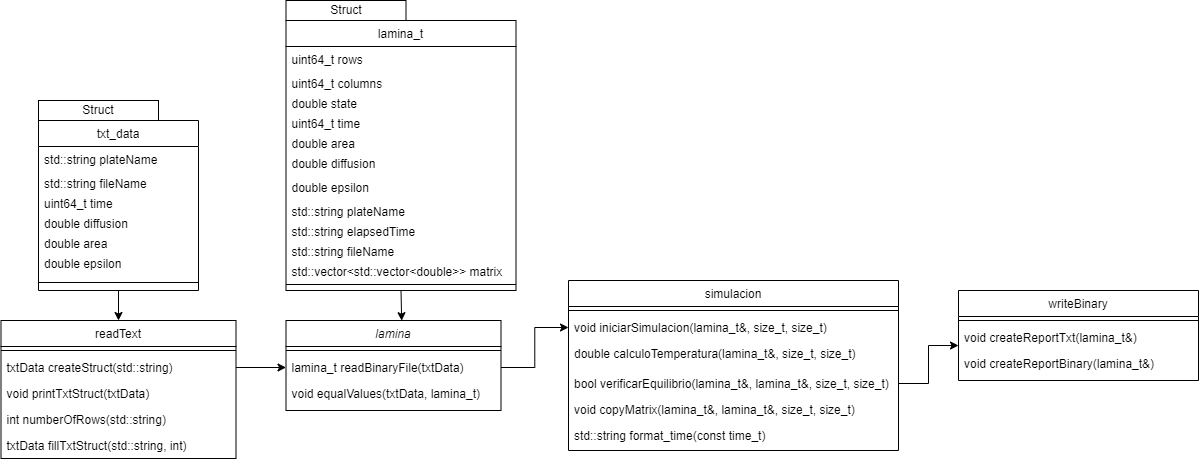 Struct
lamina_t
uint64_t rows
uint64_t columns
double state
uint64_t time
double area
double diffusion
double epsilon
std::string plateName
std::string elapsedTime
std::string fileName
std::vector<std::vector<double>> matrix
Struct
txt_data
std::string plateName
std::string fileName
uint64_t time
double diffusion
double area
double epsilon
readText
txtData createStruct(std::string)
void printTxtStruct(txtData)
int numberOfRows(std::string)
txtData fillTxtStruct(std::string, int)
lamina
lamina_t readBinaryFile(txtData)
void equalValues(txtData, lamina_t)
simulacion
void iniciarSimulacion(lamina_t&, size_t, size_t)
double calculoTemperatura(lamina_t&, size_t, size_t)
bool verificarEquilibrio(lamina_t&, lamina_t&, size_t, size_t)
void copyMatrix(lamina_t&, lamina_t&, size_t, size_t)
std::string format_time(const time_t)
writeBinary
void createReportTxt(lamina_t&)
void createReportBinary(lamina_t&)